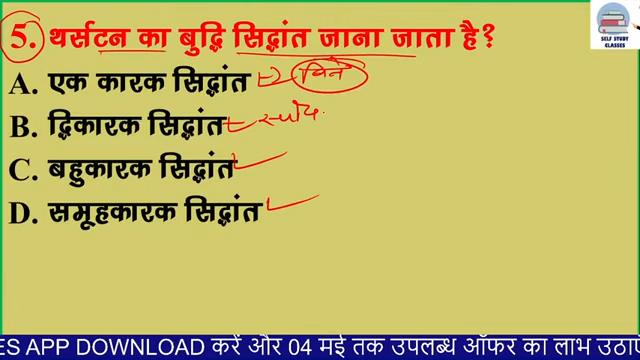 5. थर्सटन का बुद्धि सिद्धांत जाना जाता है?
A. एक कारक सिद्धांत बिने
B. द्विकारक सिद्धांत
C. बहुकारक सिद्धांत
D. समूहकारक सिद्धांत
SELF STUDY
CLASSES
ES APP DOWNLOAD करें और 04 मई तक उपलब्ध ऑफर का लाभ उठाए